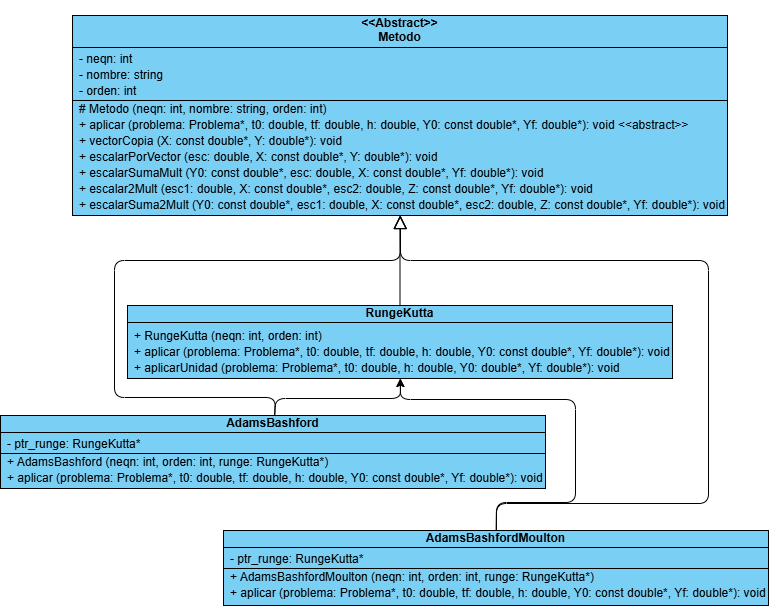 <<Abstract>>
Metodo
- neqn: int
- nombre: string
- orden: int
# Metodo (neqn: int, nombre: string, orden: int)
+ aplicar (problema: Problema*, t0: double, tf: double, h: double, Y0: const double*, Yf: double*): void <<abstract>>
+ vectorCopia (X: const double*, Y: double*): void
+ escalarPorVector (esc: double, X: const double*, Y: double*): void
+ escalarSumaMult (Y0: const double*, esc: double, X: const double*, Yf: double*): void
+ escalar2Mult (esc1: double, X: const double*, esc2: double, Z: const double*, Yf: double*): void
+ escalarSuma2Mult (Y0: const double*, esc1: double, X: const double*, esc2: double, Z: const double*, Yf: double*): void
RungeKutta
+ RungeKutta (neqn: int, orden: int)
+ aplicar (problema: Problema*, t0: double, tf: double, h: double, Y0: const double*, Yf: double*): void
+ aplicarUnidad (problema: Problema*, t0: double, h: double, Y0: double*, Yf: double*): void
AdamsBashford
- ptr_runge: RungeKutta*
+ AdamsBashford (neqn: int, orden: int, runge: RungeKutta*)
+ aplicar (problema: Problema*, t0: double, tf: double, h: double, Y0: const double*, Yf: double*): void
AdamsBashfordMoulton
- ptr_runge: RungeKutta*
+ AdamsBashfordMoulton (neqn: int, orden: int, runge: RungeKutta*)
+ aplicar (problema: Problema*, t0: double, tf: double, h: double, Y0: const double*, Yf: double*): void